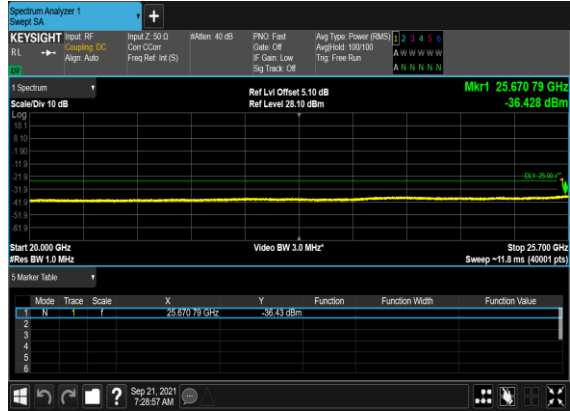 Spectrum Analyzer 1
Swept SA
KEYSIGHT Input: RF Input Z: 50 Ω #Atten: 40 dB PNO: Fast Avg Type: Power (RMS) 1 2 3 4 5 6
RL Coupling: DC Corr CCorr Gate: Off Avg|Hold: 100/100 A W W W W W
Align: Auto Freq Ref: Int (S) IF Gain: Low Trig: Free Run
Sig Track: Off A N N N N N
1 Spectrum Ref Lvl Offset 5.10 dB Mkr1 25.670 79 GHz
Scale/Div 10 dB Ref Level 28.10 dBm -36.428 dBm
Log
18.1
8.10
-1.90
-11.9
-21.9 DL1 -25.00
-31.9
-41.9
-51.9
-61.9
Start 20.000 GHz Video BW 3.0 MHz* Stop 25.700 GHz
#Res BW 1.0 MHz Sweep ~11.8 ms (40001 pts)
5 Marker Table
Mode Trace Scale X Y Function Function Width Function Value
1 N 1 f 25.670 79 GHz -36.43 dBm
2
3
4
5
6
? Sep 21, 2021
7:28:57 AM